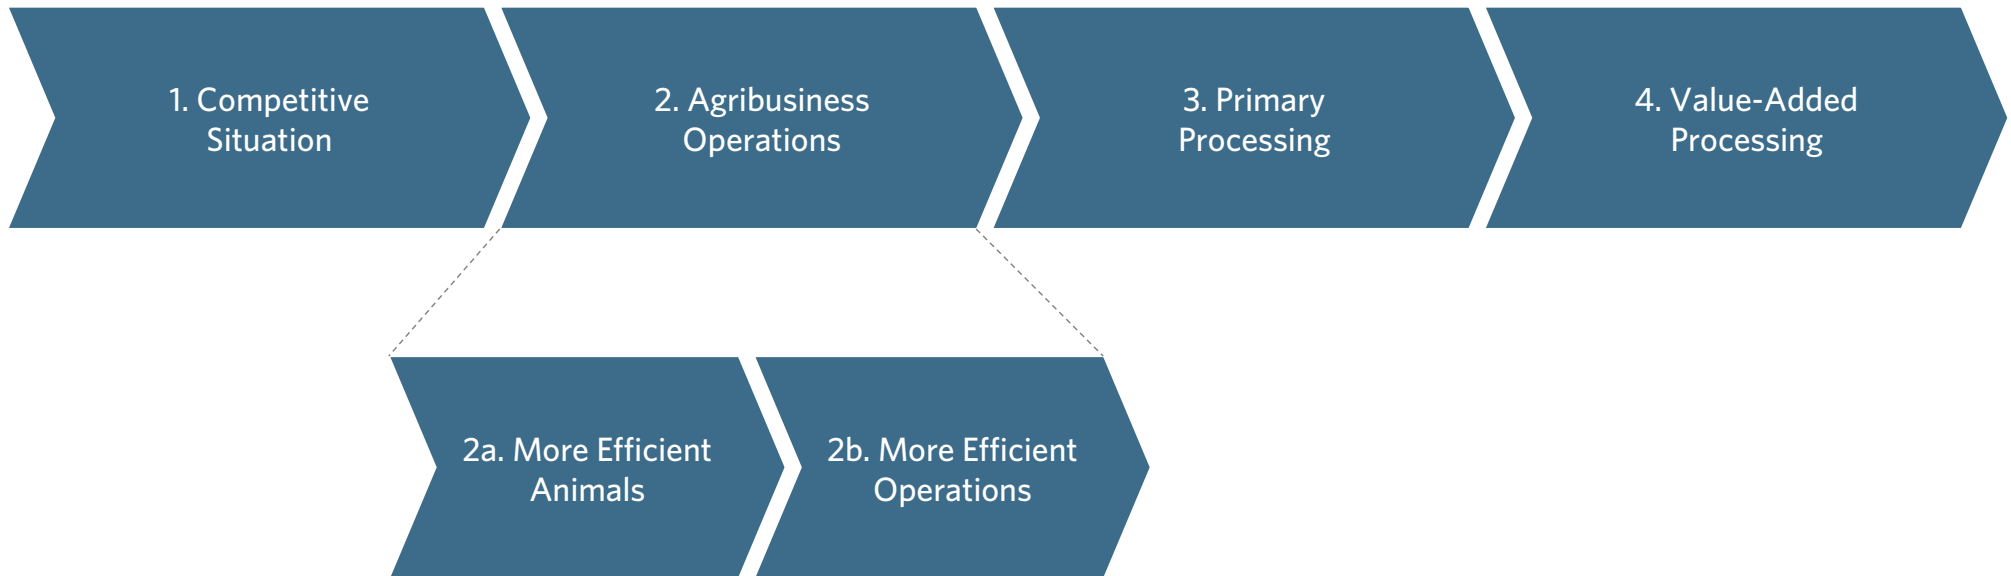 1. Competitive
Situation
2. Agribusiness
Operations
3. Primary
Processing
4. Value-Added
Processing
2a. More Efficient
Animals
2b. More Efficient
Operations